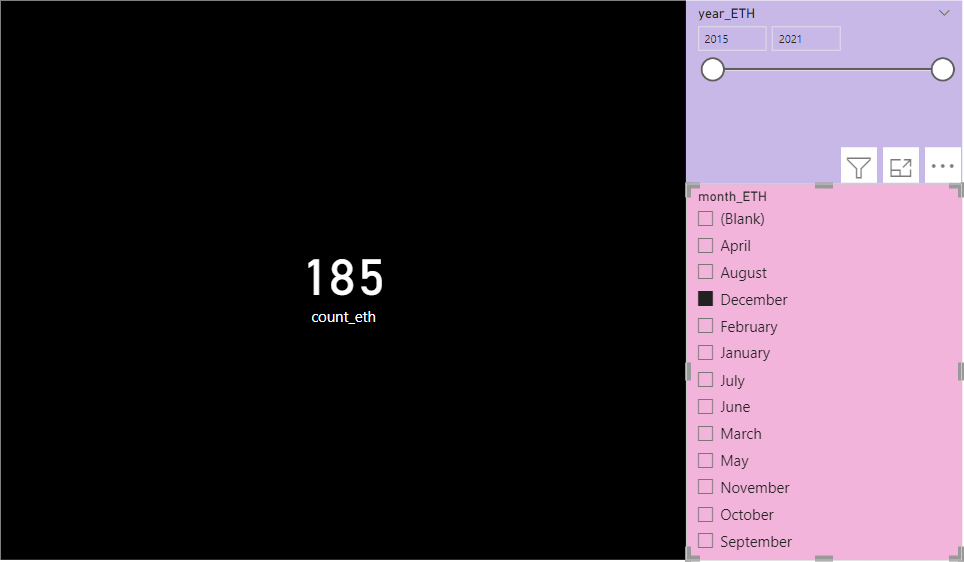 year_ETH
2015 2021
185
count_eth
month_ETH
(Blank)
April
August
December
February
January
July
June
March
May
November
October
September